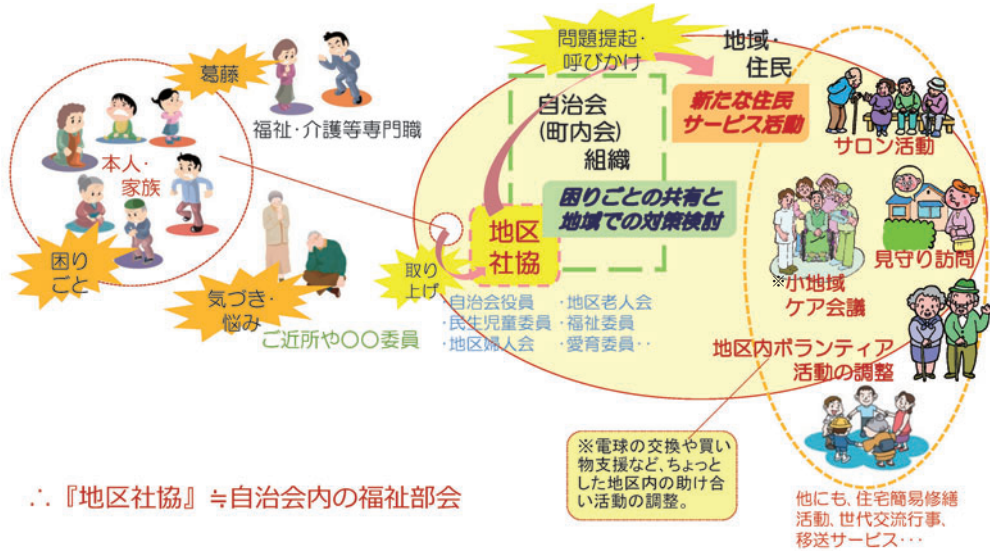 葛藤
本人・
家族
困り
ごと
福祉・介護等専門職
気づき・
悩み
ご近所や〇〇委員
取り
上げ
地区
社協
・自治会役員
・民生児童委員
・地区婦人会
・地区老人会
・福祉委員
・愛育委員・・
問題提起・
呼びかけ
自治会
(町内会)
組織
困りごとの共有と
地域での対策検討
地域・
住民
新たな住民
サービス活動
サロン活動
見守り訪問
※小地域
ケア会議
地区内ボランティア
活動の調整
※電球の交換や買い
物支援など、ちょっと
した地区内の助け合
い活動の調整。
他にも、住宅簡易修繕
活動、世代交流行事、
移送サービス・・・
∴『地区社協』≒自治会内の福祉部会